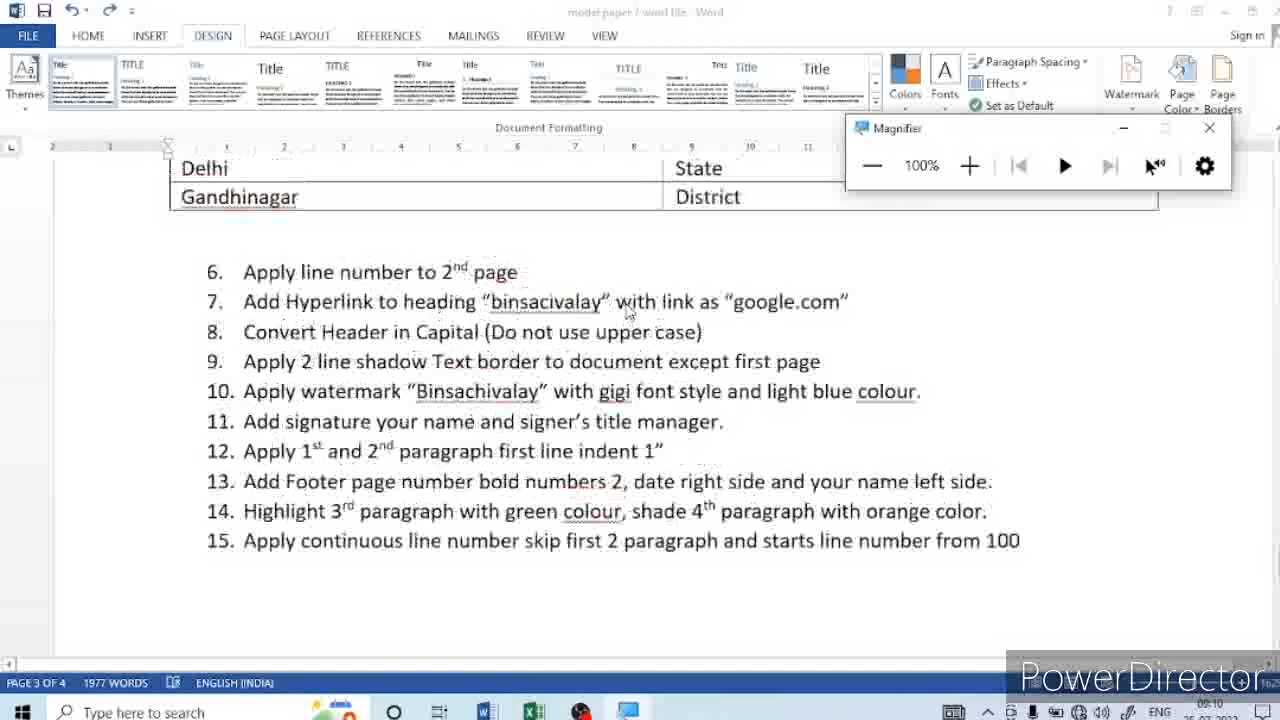 model paper 7 word file - Word
FILE HOME INSERT DESIGN PAGE LAYOUT REFERENCES MAILINGS REVIEW VIEW Sign in
Themes Colors Fonts Paragraph Spacing Effects Set as Default Watermark Page Color Page Borders
Document Formatting
Magnifier
100%
Delhi State
Gandhinagar District
6. Apply line number to 2nd page
7. Add Hyperlink to heading “binsacivalay” with link as “google.com”
8. Convert Header in Capital (Do not use upper case)
9. Apply 2 line shadow Text border to document except first page
10. Apply watermark “Binsachivalay” with gigi font style and light blue colour.
11. Add signature your name and signer’s title manager.
12. Apply 1st and 2nd paragraph first line indent 1”
13. Add Footer page number bold numbers 2, date right side and your name left side.
14. Highlight 3rd paragraph with green colour, shade 4th paragraph with orange color.
15. Apply continuous line number skip first 2 paragraph and starts line number from 100
PAGE 3 OF 4 1977 WORDS ENGLISH (INDIA)
PowerDirector
Type here to search
ENG
09:10